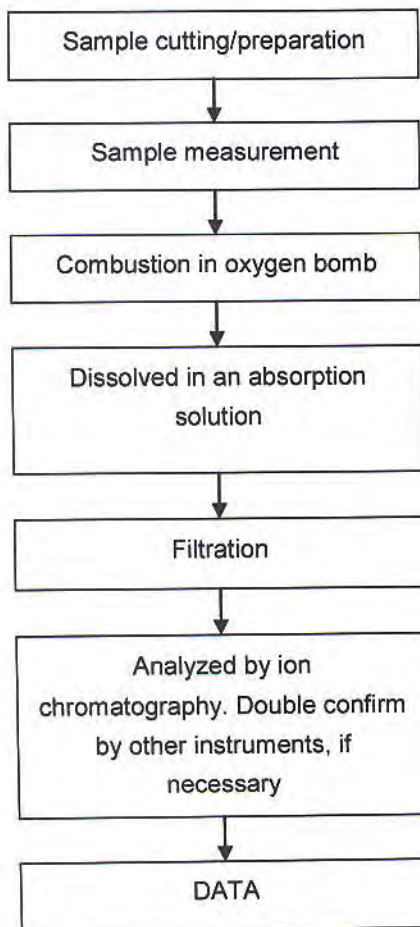 Sample cutting/preparation
Sample measurement
Combustion in oxygen bomb
Dissolved in an absorption
solution
Filtration
Analyzed by ion
chromatography. Double confirm
by other instruments, if
necessary
DATA